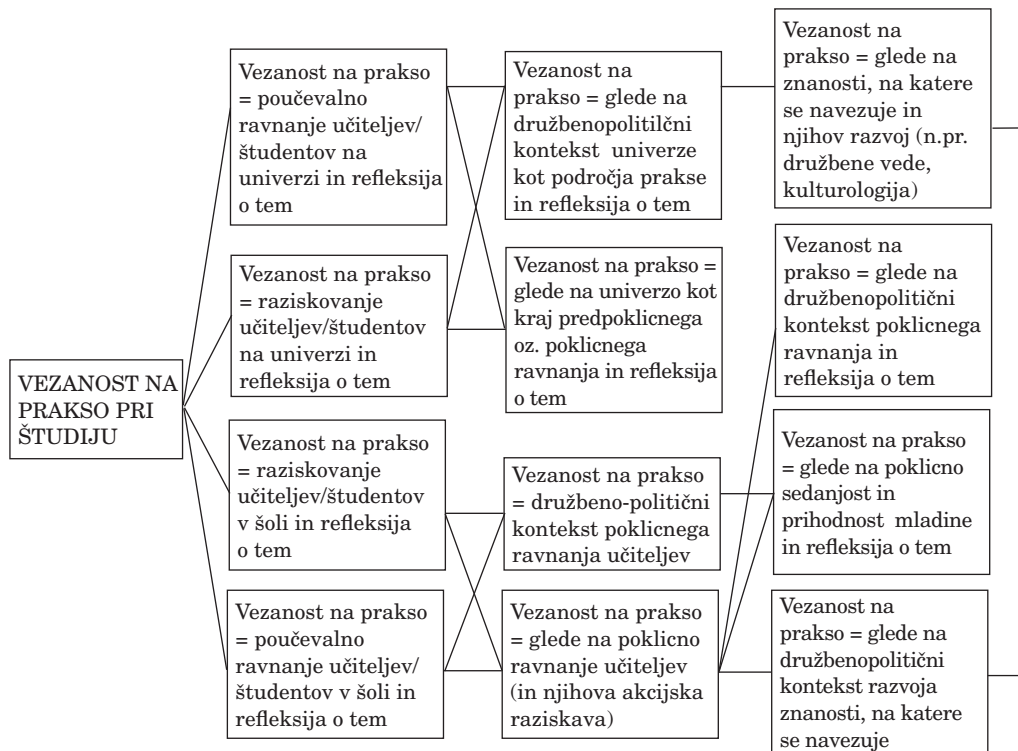 VEZANOST NA
PRAKSO PRI
ŠTUDIJU
Vezanost na prakso
= poučevalno
ravnanje učiteljev/
študentov na
univerzi in refleksija
o tem
Vezanost na prakso
= raziskovanje
učiteljev/študentov
na univerzi in
refleksija o tem
Vezanost na prakso
= raziskovanje
učiteljev/študentov
v šoli in refleksija
o tem
Vezanost na prakso
= poučevalno
ravnanje učiteljev/
študentov v šoli in
refleksija o tem
Vezanost na
prakso = glede na
družbenopolitilčni
kontekst univerze
kot področja prakse
in refleksija o tem
Vezanost na prakso =
glede na univerzo kot
kraj predpoklicnega
oz. poklicnega
ravnanja in refleksija
o tem
Vezanost na prakso
= družbeno-politični
kontekst poklicnega
ravnanja učiteljev
Vezanost na prakso
= glede na poklicno
ravnanje učiteljev
(in njihova akcijska
raziskava)
Vezanost na
prakso = glede na
znanosti, na katere
se navezuje in
njihov razvoj (n.pr.
družbene vede,
kulturologija)
Vezanost na
prakso = glede na
družbenopolitični
kontekst poklicnega
ravnanja in
refleksija o tem
Vezanost na prakso
= glede na poklicno
sedanjost in
prihodnost mladine
in refleksija o tem
Vezanost na
prakso = glede na
družbenopolitični
kontekst razvoja
znanosti, na katere
se navezuje